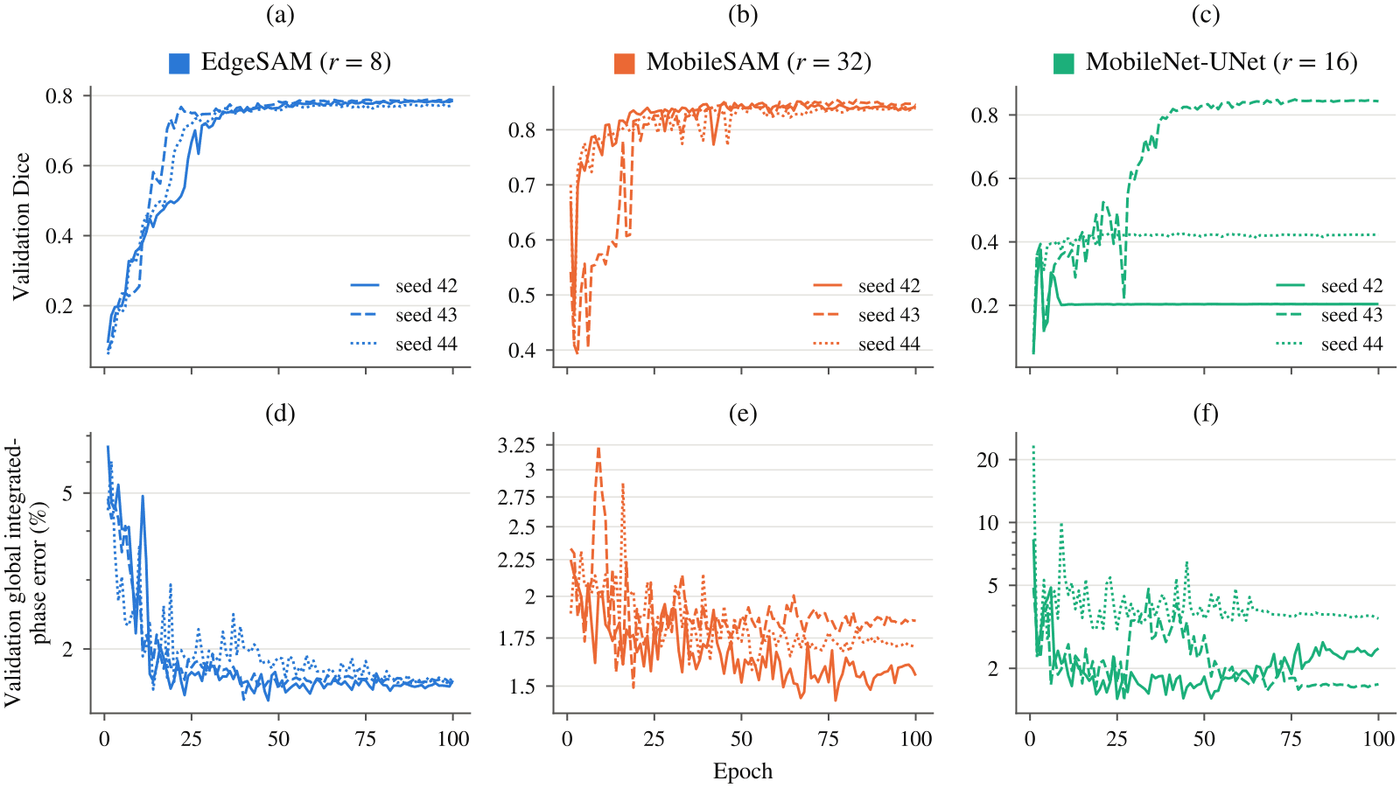 (a)
EdgeSAM (r = 8)
Validation Dice
0.8
0.6
0.4
0.2
seed 42
seed 43
seed 44
(b)
MobileSAM (r = 32)
0.8
0.7
0.6
0.5
0.4
seed 42
seed 43
seed 44
(c)
MobileNet-UNet (r = 16)
0.8
0.6
0.4
0.2
seed 42
seed 43
seed 44
(d)
Validation global integrated-
phase error (%)
5
2
0 25 50 75 100
(e)
3.25
3
2.75
2.5
2.25
2
1.75
1.5
0 25 50 75 100
Epoch
(f)
20
10
5
2
0 25 50 75 100